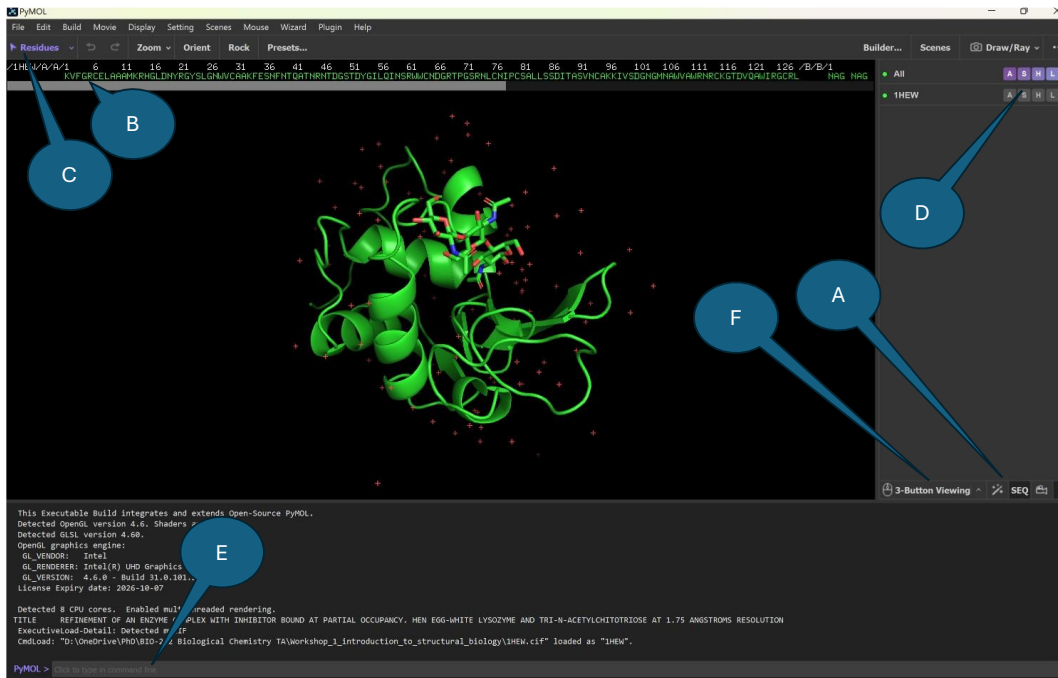 PyMOL
File Edit Build Movie Display Setting Scenes Mouse Wizard Plugin Help
Residues Zoom Orient Rock Presets... Builder... Scenes Draw/Ray
/1HEW/A/A/1 6 11 16 21 26 31 36 41 46 51 56 61 66 71 76 81 86 91 96 101 106 111 116 121 126 /B/B/1
KVFGRCELAAAMKRHGLDNYRGYSLGNWVCAAKFESNFNTQATNRNTDGSTDYGILQINSRWWCNDGRTPGSRNLCNIPCSALLSSDITASVNCAKKIVSDGNGMNAWVAWRNRCKGTDVQAWIRGCRL NAG NAG
All A S H L
1HEW A S H L
B
C
D
A
F
3-Button Viewing SEQ
This Executable Build integrates and extends Open-Source PyMOL.
Detected OpenGL version 4.6. Shaders
Detected GLSL version 4.60.
OpenGL graphics engine:
GL_VENDOR: Intel
GL_RENDERER: Intel(R) UHD Graphics
GL_VERSION: 4.6.0 - Build 31.0.101.
License Expiry date: 2026-10-07
E
Detected 8 CPU cores. Enabled rendering.
TITLE REFINEMENT OF AN ENZYME WITH INHIBITOR BOUND AT PARTIAL OCCUPANCY. HEN EGG-WHITE LYSOZYME AND TRI-N-ACETYLCHITOTRIOSE AT 1.75 ANGSTROMS RESOLUTION
ExecutiveLoad-Detail: Detected
CmdLoad: "D:\OneDrive\PhD\BIO- Biological Chemistry TA\Workshop_1_introduction_to_structural_biology\1HEW.cif" loaded as "1HEW".
PyMOL > Click to type in command line